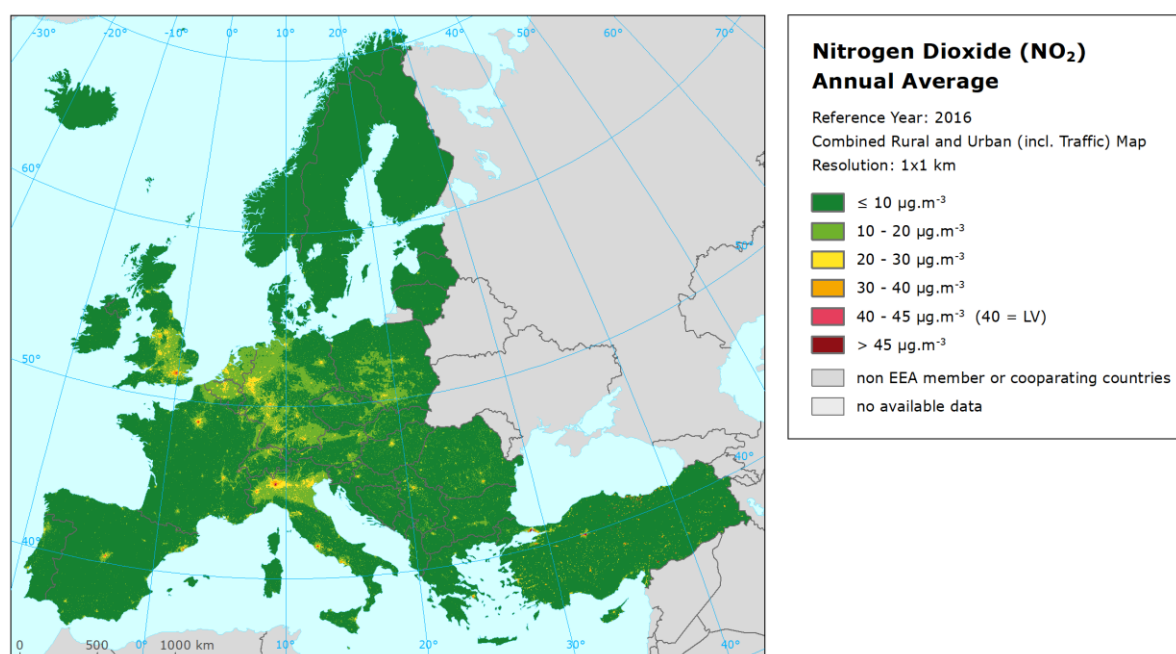 -30° -20° -10° 0° 10° 20° 30° 40° 50° 60° 70°
60°
50°
50°
40°
40°
0 500 0° 1000 km 10° 20° 30° 40°
Nitrogen Dioxide (NO₂)
Annual Average
Reference Year: 2016
Combined Rural and Urban (incl. Traffic) Map
Resolution: 1x1 km
≤ 10 µg.m⁻³
10 - 20 µg.m⁻³
20 - 30 µg.m⁻³
30 - 40 µg.m⁻³
40 - 45 µg.m⁻³ (40 = LV)
> 45 µg.m⁻³
non EEA member or cooparating countries
no available data